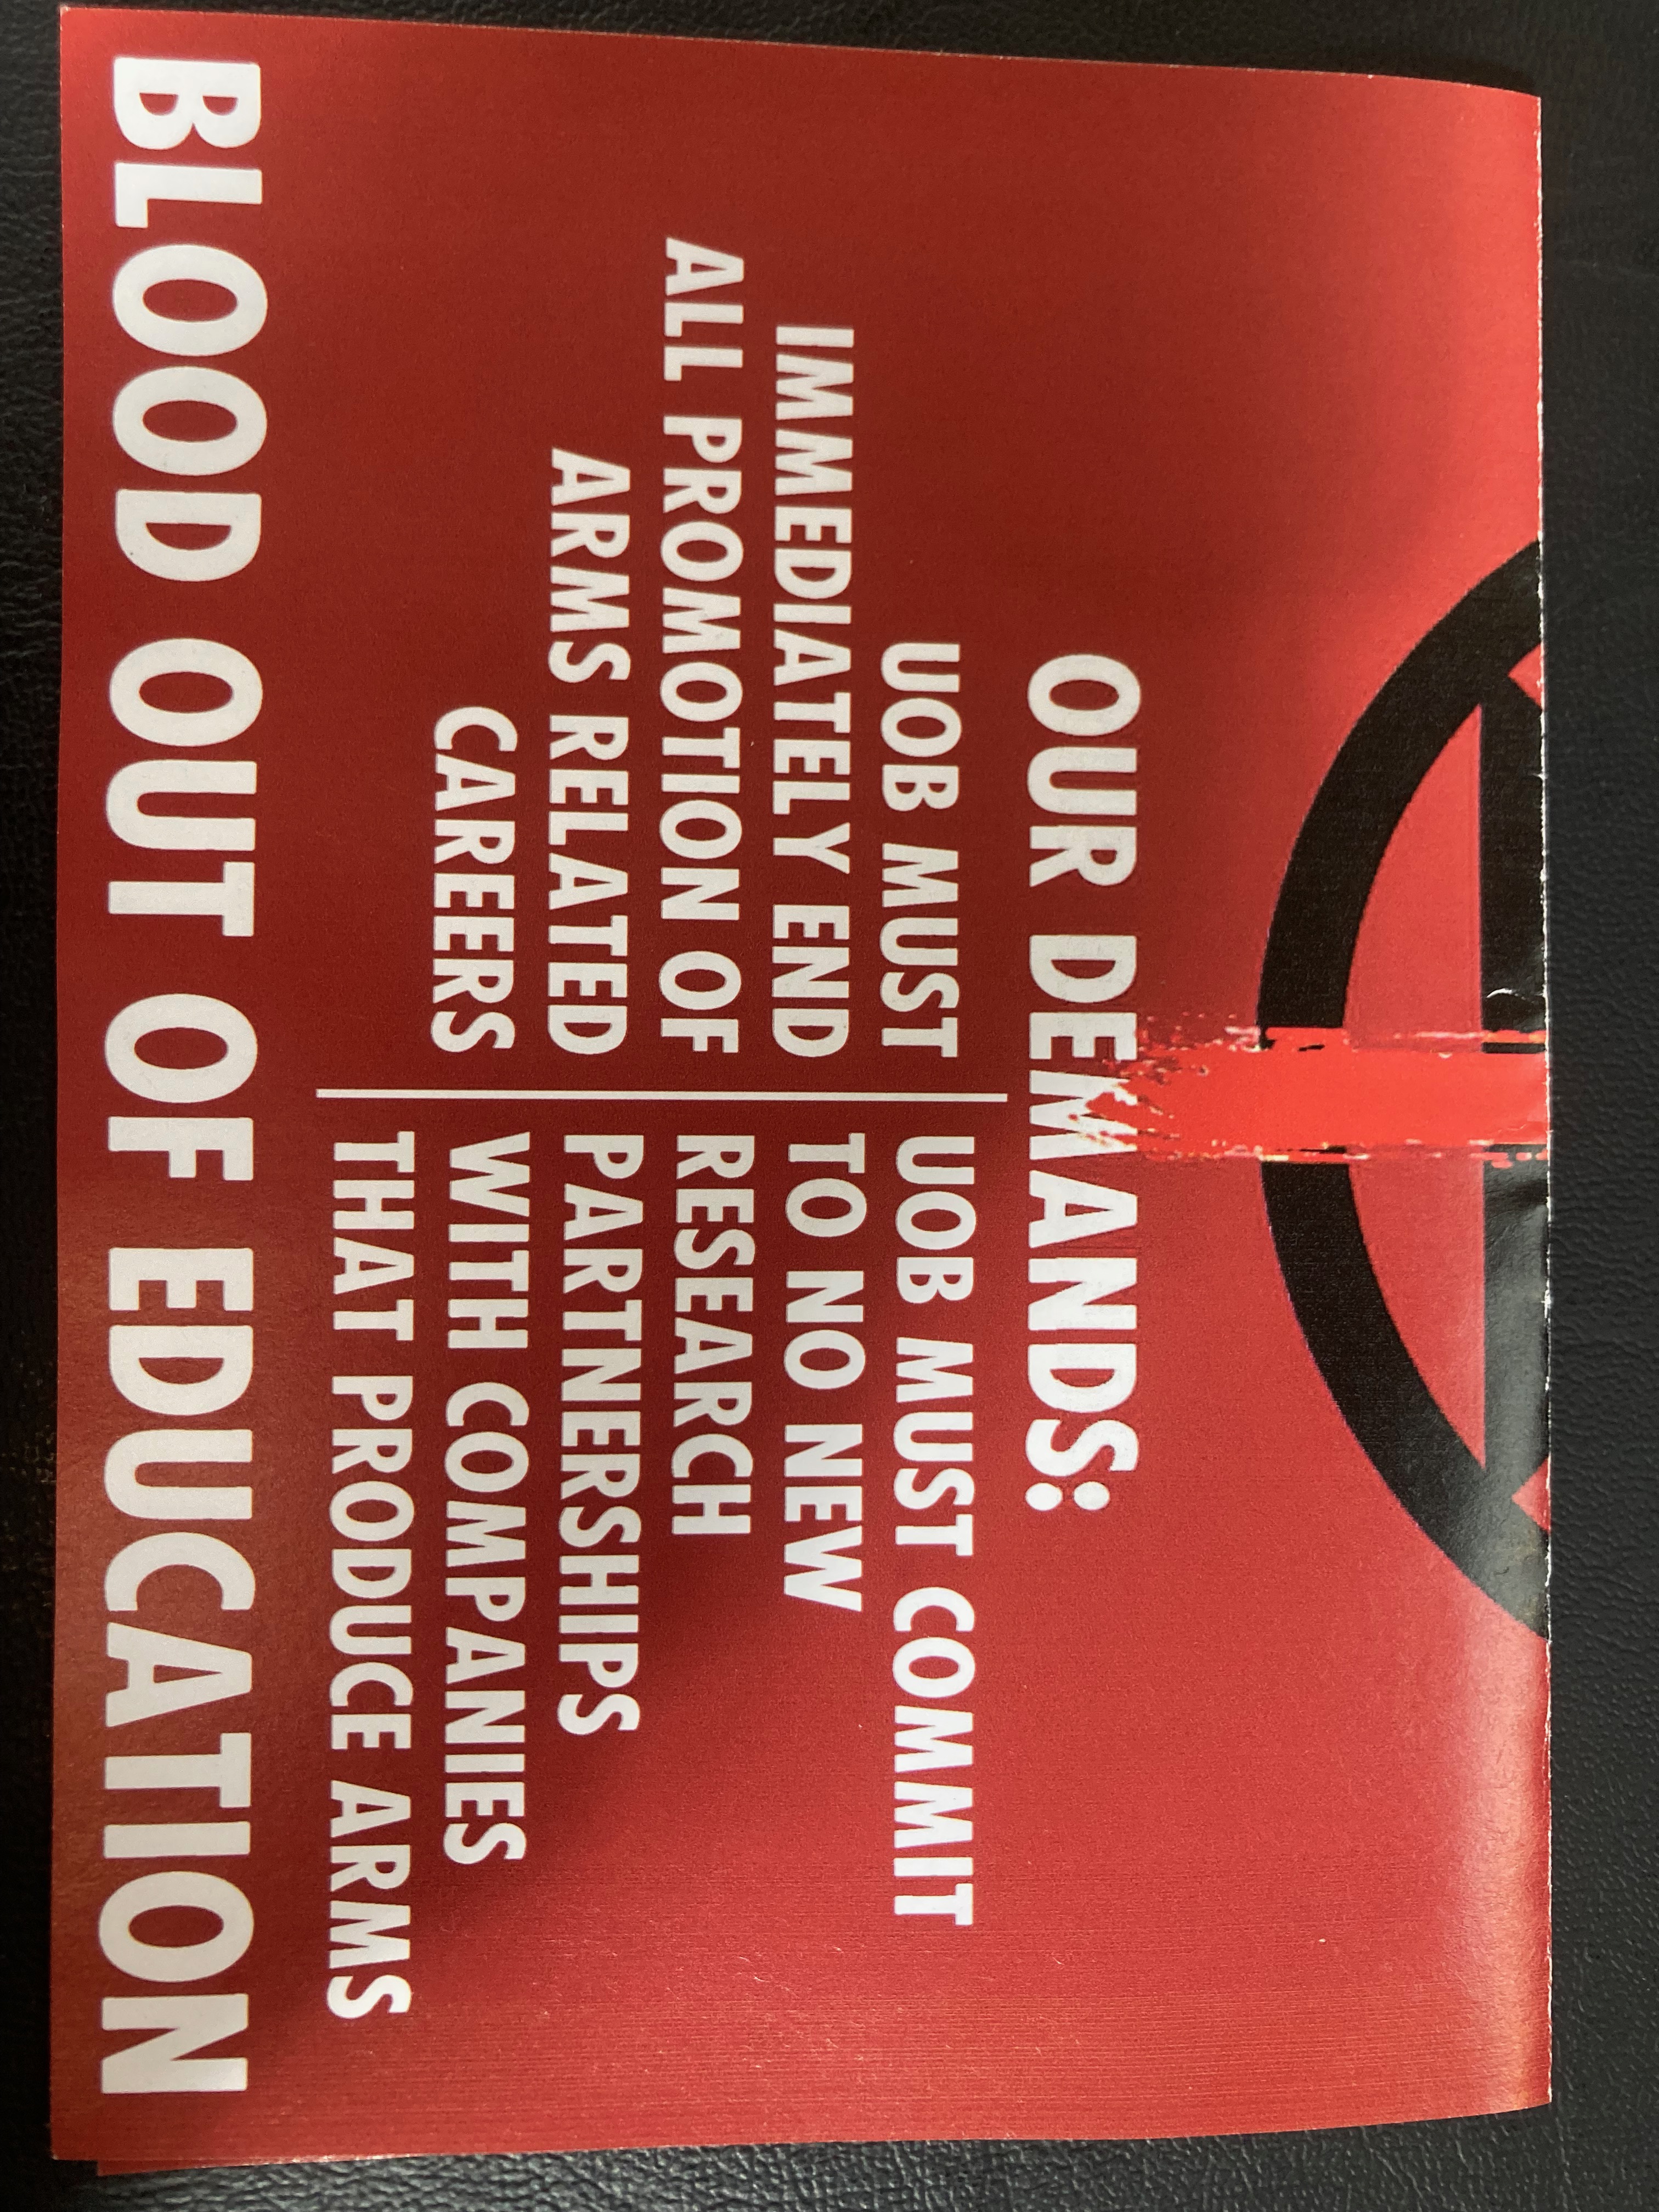 OUR DEMANDS:
UOB MUST
IMMEDIATELY END
ALL PROMOTION OF
ARMS RELATED
CAREERS
UOB MUST COMMIT
TO NO NEW
RESEARCH
PARTNERSHIPS
WITH COMPANIES
THAT PRODUCE ARMS
BLOOD OUT OF EDUCATION